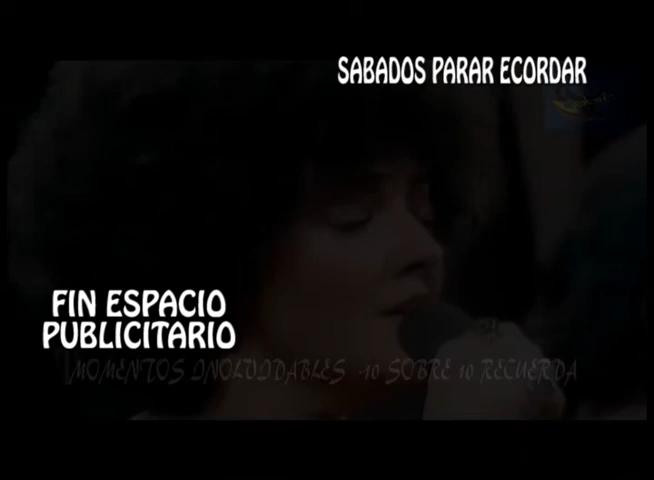 SABADOS PARAR ECORDAR
FIN ESPACIO
PUBLICITARIO
MOMENTOS INOLVIDABLES -10 SOBRE 10 RECUERDA